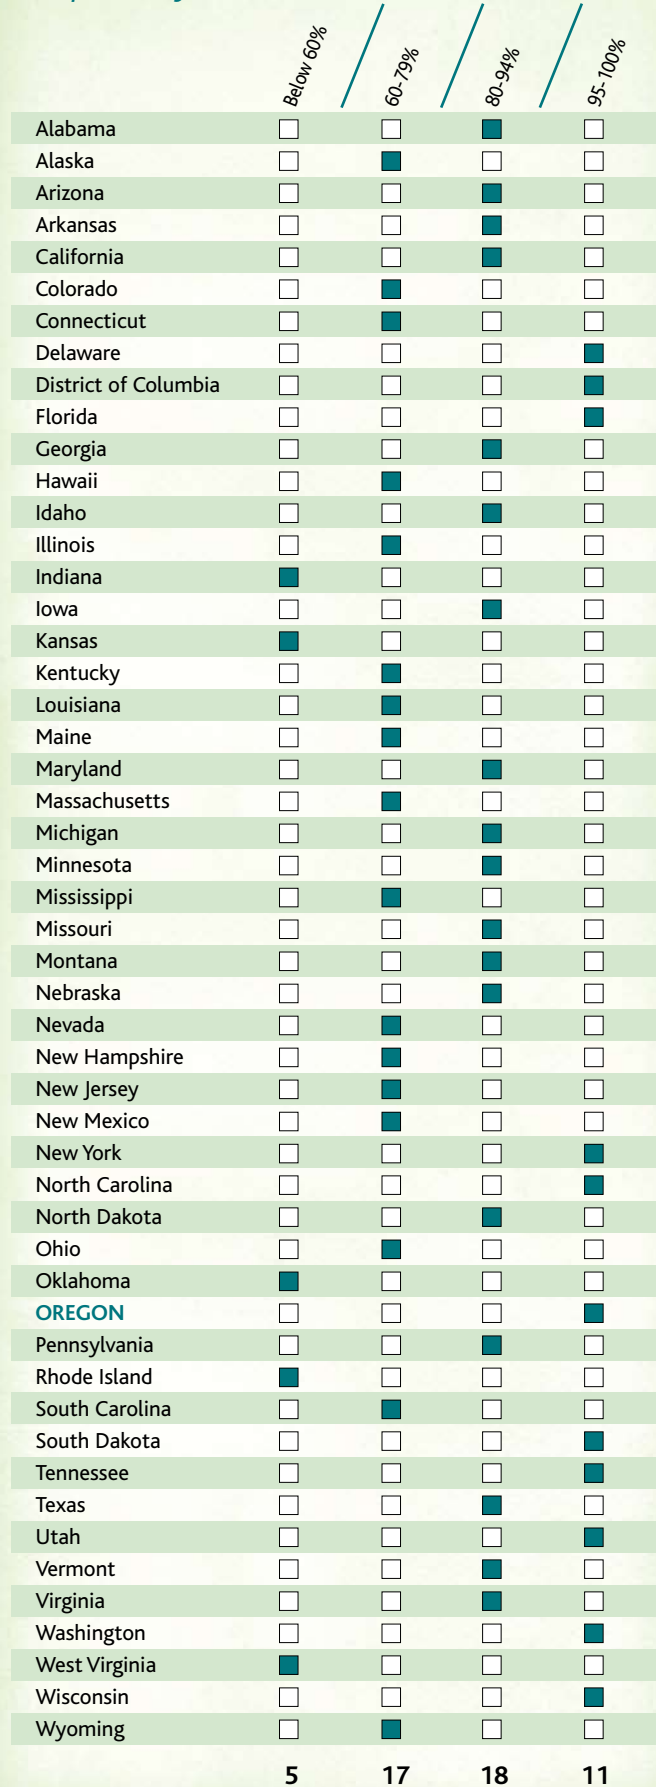 Below 60%
60-79%
80-94%
95-100%
Alabama
Alaska
Arizona
Arkansas
California
Colorado
Connecticut
Delaware
District of Columbia
Florida
Georgia
Hawaii
Idaho
Illinois
Indiana
Iowa
Kansas
Kentucky
Louisiana
Maine
Maryland
Massachusetts
Michigan
Minnesota
Mississippi
Missouri
Montana
Nebraska
Nevada
New Hampshire
New Jersey
New Mexico
New York
North Carolina
North Dakota
Ohio
Oklahoma
OREGON
Pennsylvania
Rhode Island
South Carolina
South Dakota
Tennessee
Texas
Utah
Vermont
Virginia
Washington
West Virginia
Wisconsin
Wyoming
5 17 18 11